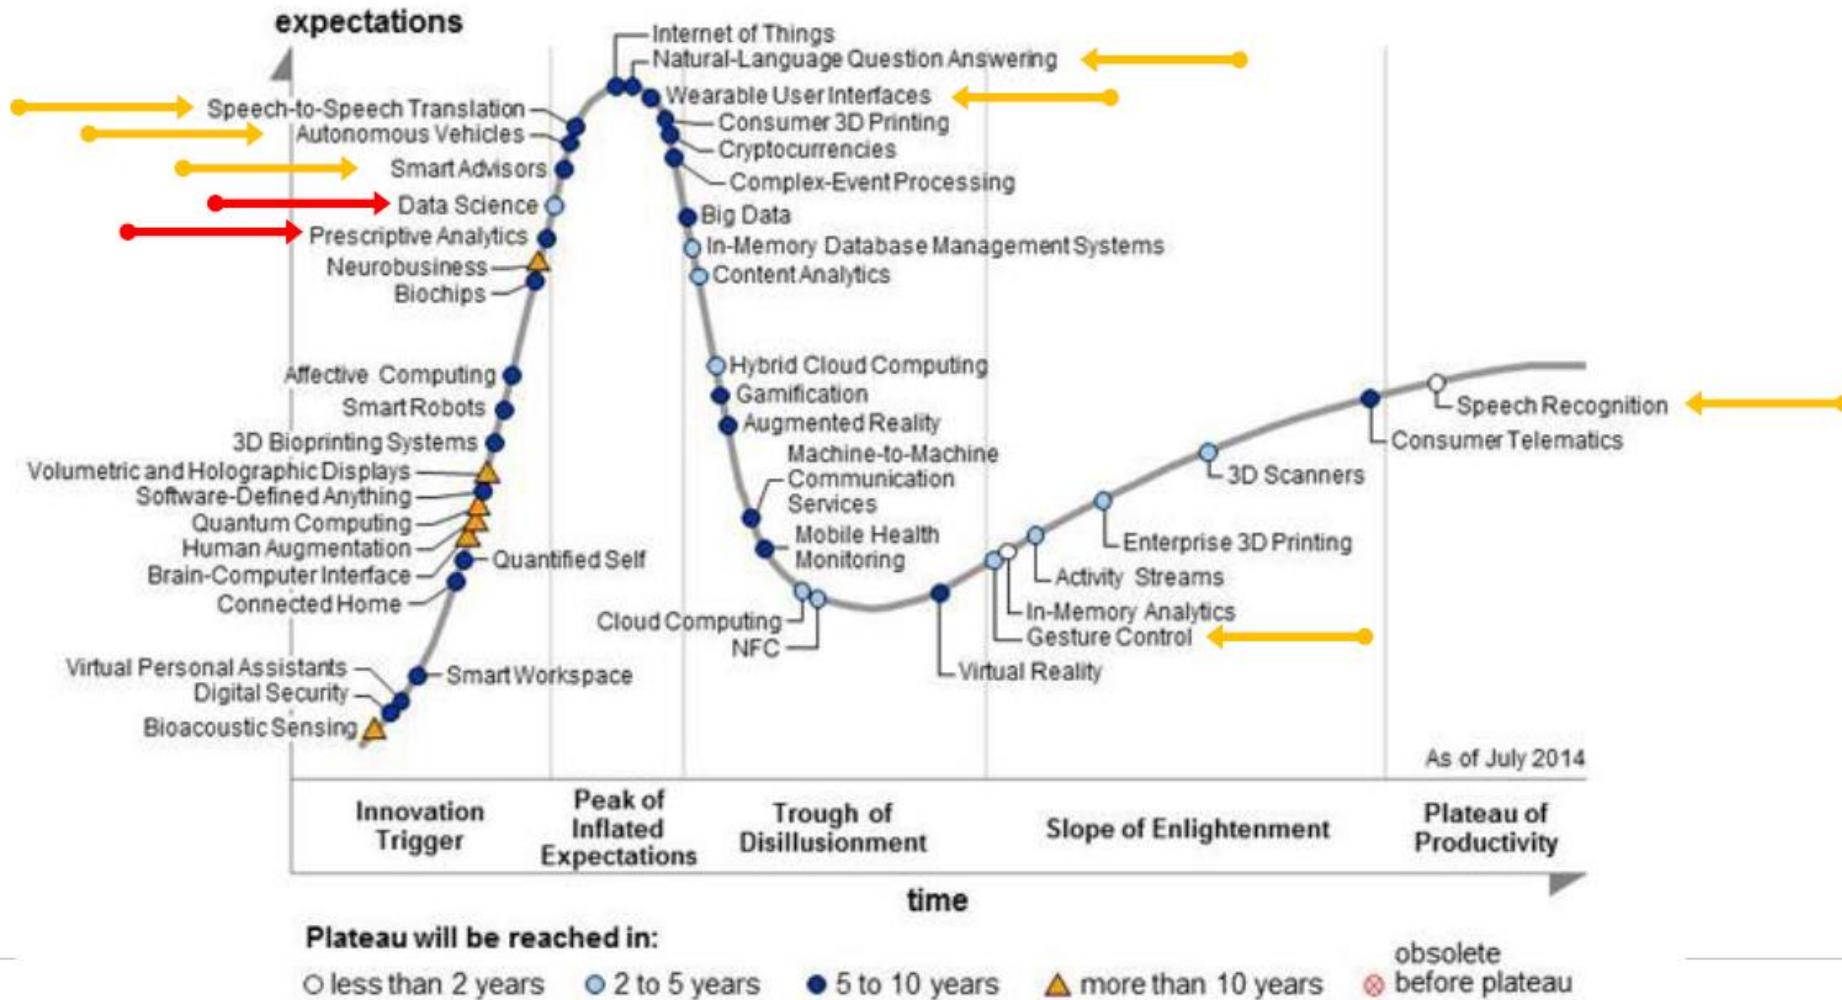 expectations
Internet of Things
Natural-Language Question Answering
Wearable User Interfaces
Speech-to-Speech Translation
Consumer 3D Printing
Autonomous Vehicles
Cryptocurrencies
Smart Advisors
Complex-Event Processing
Data Science
Big Data
Prescriptive Analytics
In-Memory Database Management Systems
Neurobusiness
Content Analytics
Biochips
Hybrid Cloud Computing
Affective Computing
Gamification
Smart Robots
Augmented Reality
3D Bioprinting Systems
Machine-to-Machine
Communication
Services
Volumetric and Holographic Displays
Software-Defined Anything
Quantum Computing
Human Augmentation
Brain-Computer Interface
Quantified Self
Connected Home
Mobile Health
Monitoring
Speech Recognition
Consumer Telematics
3D Scanners
Enterprise 3D Printing
Activity Streams
In-Memory Analytics
Gesture Control
Cloud Computing
NFC
Virtual Reality
Virtual Personal Assistants
Smart Workspace
Digital Security
Bioacoustic Sensing
As of July 2014
Innovation
Trigger
Peak of
Inflated
Expectations
Trough of
Disillusionment
Slope of Enlightenment
Plateau of
Productivity
time
Plateau will be reached in:
less than 2 years
2 to 5 years
5 to 10 years
more than 10 years
obsolete
before plateau